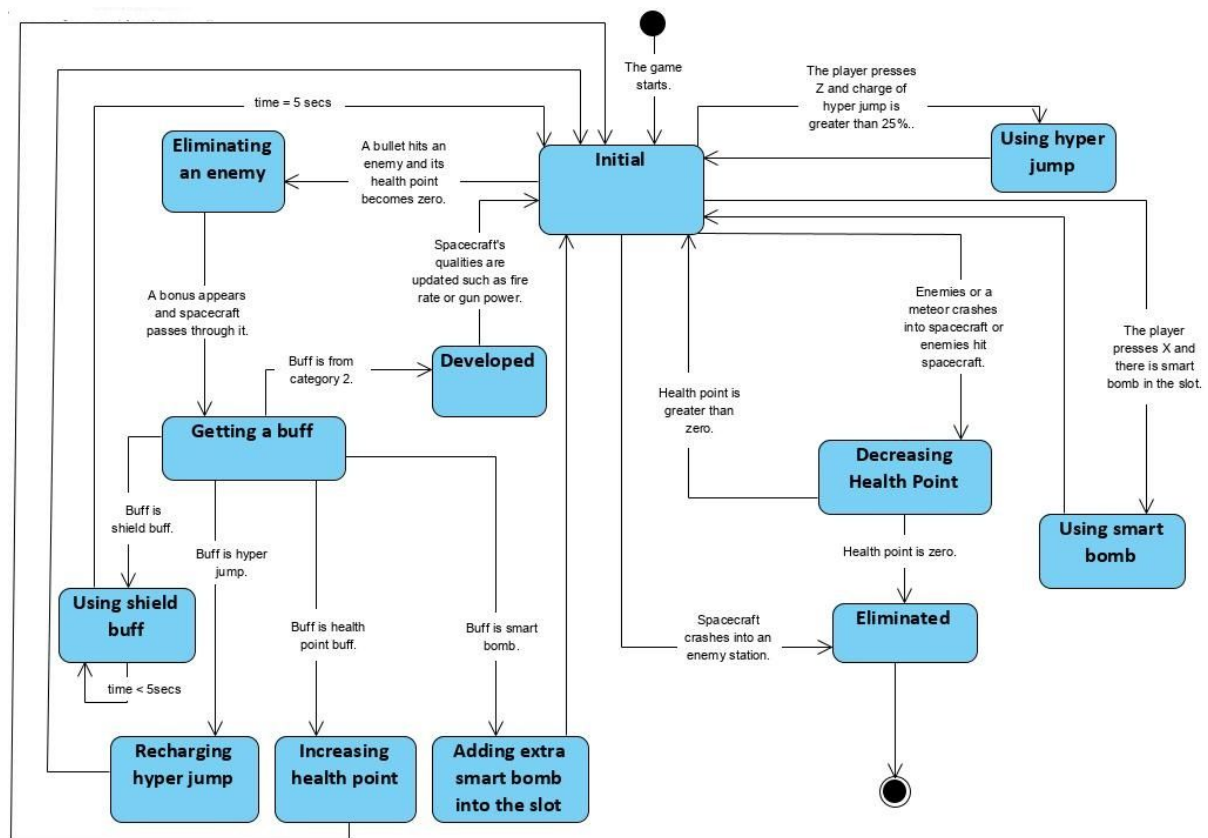 The game
starts.
The player presses
Z and charge of
hyper jump is
greater than 25%..
time = 5 secs
Eliminating
an enemy
A bullet hits an
enemy and its
health point
becomes zero.
Initial
Using hyper
jump
Spacecraft's
qualities are
updated such as fire
rate or gun power.
A bonus appears
and spacecraft
passes through it.
Enemies or a
meteor crashes
into spacecraft or
enemies hit
spacecraft.
The player
presses X and
there is smart
bomb in the slot.
Buff is from
category 2.
Developed
Health point is
greater than
zero.
Getting a buff
Decreasing
Health Point
Buff is
shield buff.
Using smart
bomb
Buff is hyper
jump.
Health point is zero.
Using shield
buff
Buff is health
point buff.
Buff is smart
bomb.
Spacecraft
crashes into an
enemy station.
Eliminated
time < 5secs
Recharging
hyper jump
Increasing
health point
Adding extra
smart bomb
into the slot